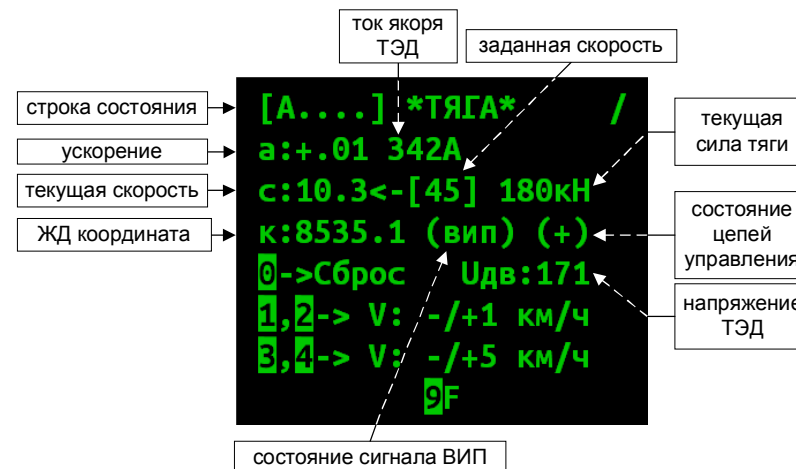 ток якоря
ТЭД
заданная скорость
строка состояния
[А....] *ТЯГА* /
ускорение
а:+.01 342А
текущая
сила тяги
текущая скорость
с:10.3<-[45] 180кН
ЖД координата
к:8535.1 (вип) (+)
состояние
цепей
управления
0->Сброс Uдв:171
напряжение
ТЭД
1,2-> V: -/+1 км/ч
3,4-> V: -/+5 км/ч
9F
состояние сигнала ВИП